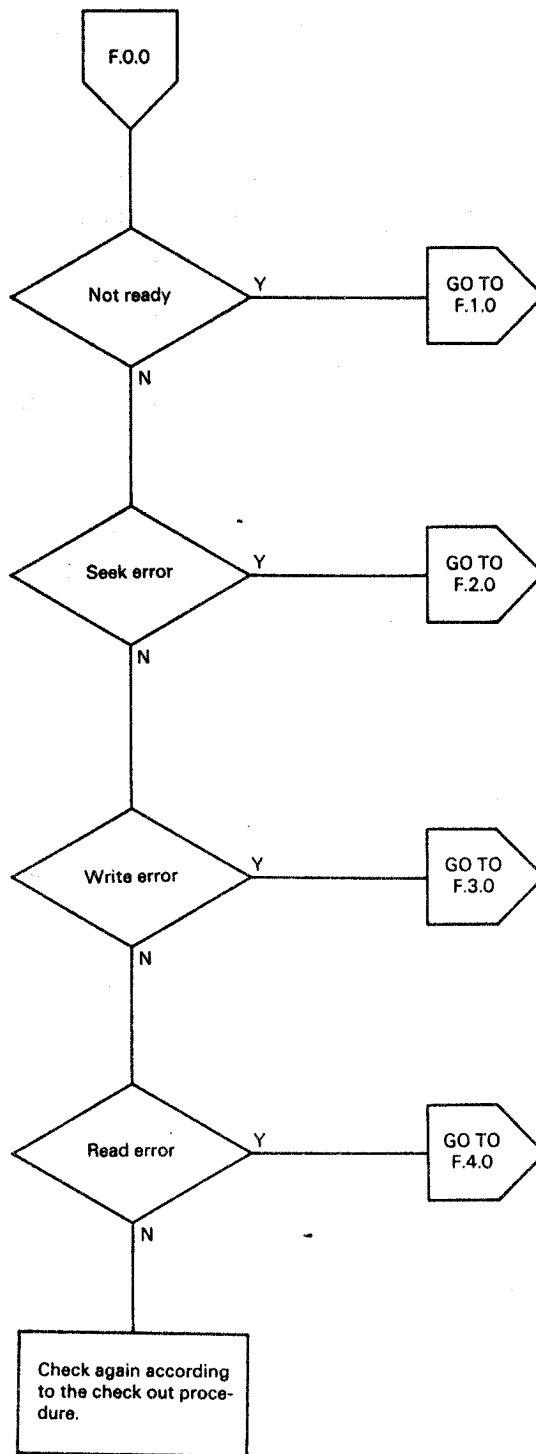 F.0.0
Not ready
Y
GO TO
F.1.0
N
Seek error
Y
GO TO
F.2.0
N
Write error
Y
GO TO
F.3.0
N
Read error
Y
GO TO
F.4.0
N
Check again according
to the check out proce-
dure.